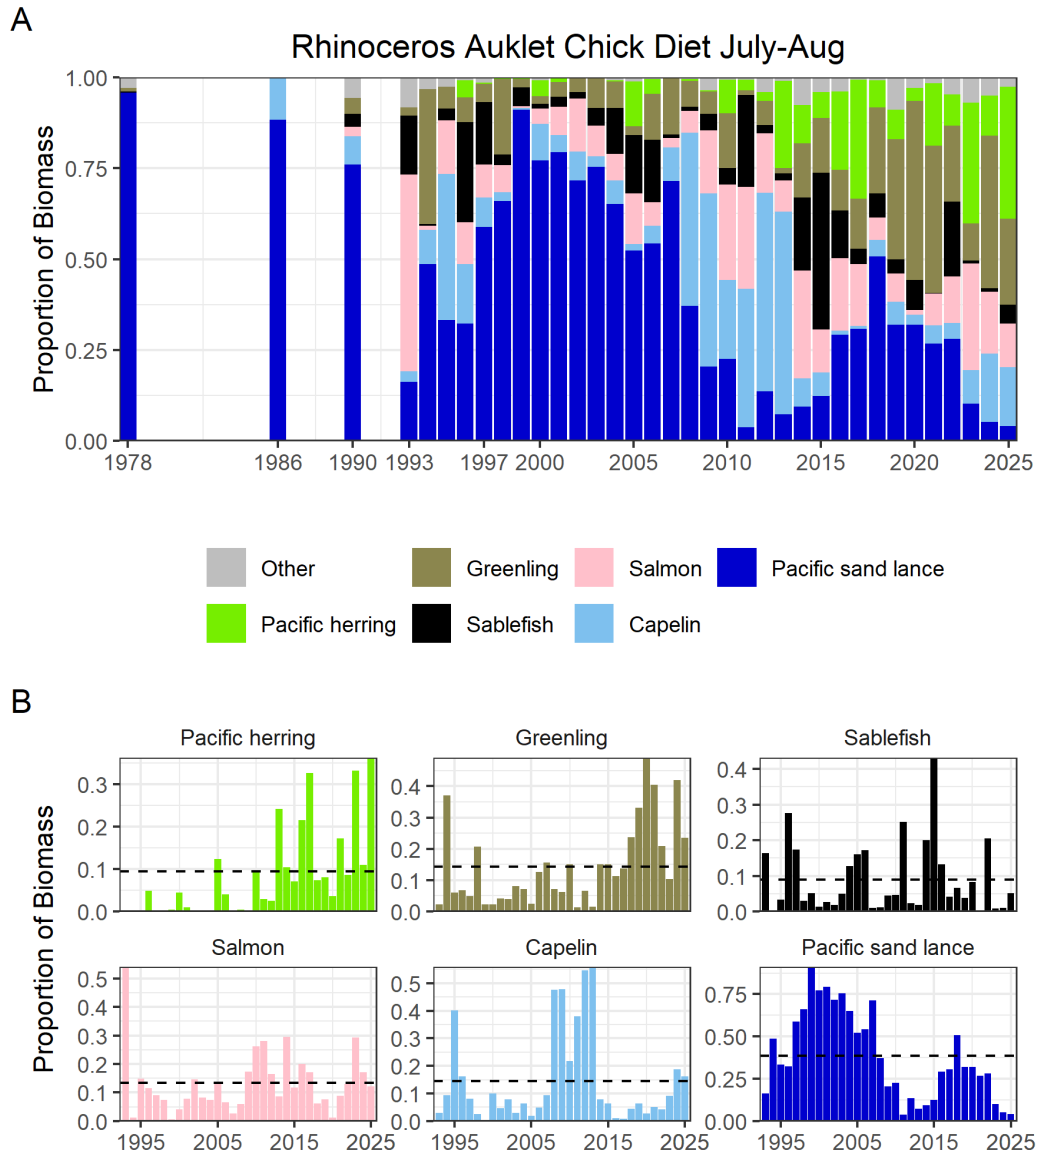 A
Rhinoceros Auklet Chick Diet July-Aug
Proportion of Biomass
1.00
0.75
0.50
0.25
0.00
1978 1986 1990 1993 1997 2000 2005 2010 2015 2020 2025
Other Greenling Salmon Pacific sand lance
Pacific herring Sablefish Capelin
B
Pacific herring Greenling Sablefish
Proportion of Biomass
0.3 0.4 0.4
0.2 0.3 0.3
0.1 0.2 0.2
0.0 0.1 0.1
0.0 0.0
Salmon Capelin Pacific sand lance
0.5 0.5 0.75
0.4 0.4 0.50
0.3 0.3 0.25
0.2 0.2 0.00
0.1 0.1
0.0 0.0
1995 2005 2015 2025 1995 2005 2015 2025 1995 2005 2015 2025